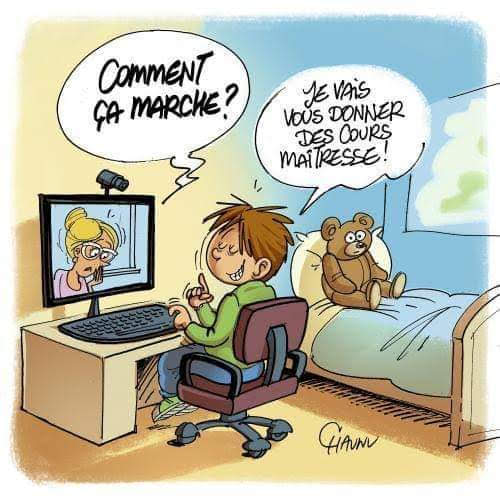 COMMENT
ÇA MARCHE?
JE VAIS
VOUS DONNER
DES COURS
MAÎTRESSE!
CHAUNU